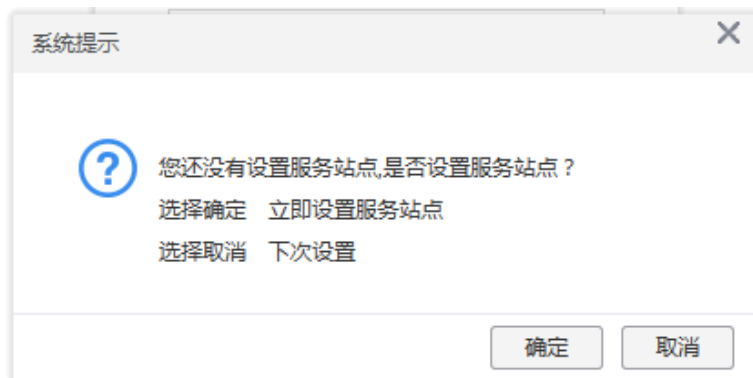 系统提示
您还没有设置服务站点,是否设置服务站点？
选择确定 立即设置服务站点
选择取消 下次设置
确定 取消